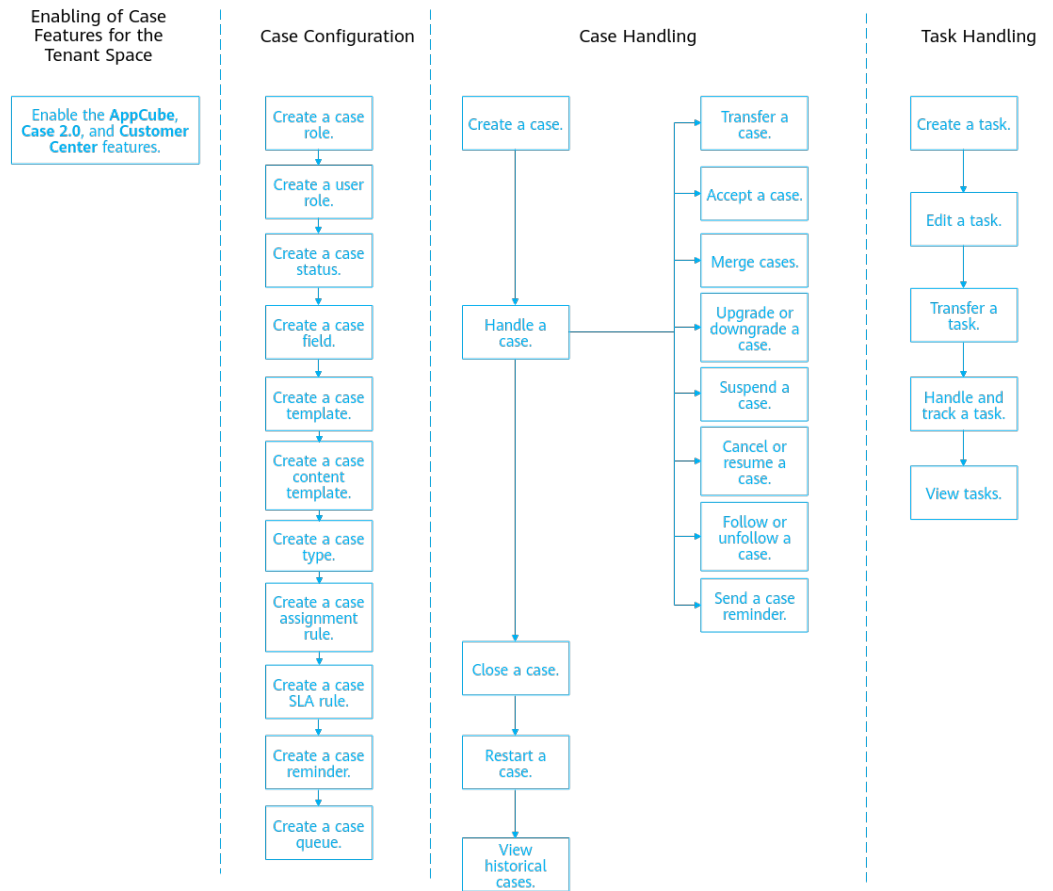 Enabling of Case
Features for the
Tenant Space
Enable the AppCube,
Case 2.0, and Customer
Center features.
Case Configuration
Create a case
role.
Create a user
role.
Create a case
status.
Create a case
field.
Create a case
template.
Create a case
content
template.
Create a case
type.
Create a case
assignment
rule.
Create a case
SLA rule.
Create a case
reminder.
Create a case
queue.
Case Handling
Create a case.
Handle a
case.
Close a case.
Restart a
case.
View
historical
cases.
Transfer a
case.
Accept a case.
Merge cases.
Upgrade or
downgrade a
case.
Suspend a
case.
Cancel or
resume a
case.
Follow or
unfollow a
case.
Send a case
reminder.
Task Handling
Create a task.
Edit a task.
Transfer a
task.
Handle and
track a task.
View tasks.